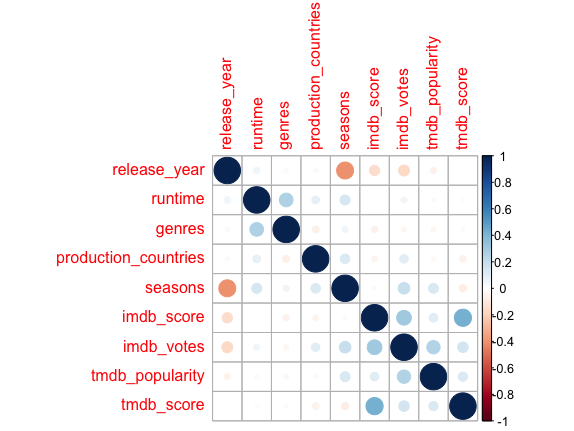 release_year
runtime
genres
production_countries
seasons
imdb_score
imdb_votes
tmdb_popularity
tmdb_score
release_year
runtime
genres
production_countries
seasons
imdb_score
imdb_votes
tmdb_popularity
tmdb_score
1
0.8
0.6
0.4
0.2
0
-0.2
-0.4
-0.6
-0.8
-1